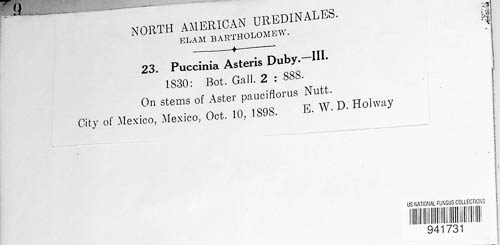 9
NORTH AMERICAN UREDINALES.
ELAM BARTHOLOMEW.
23. Puccinia Asteris Duby.—III.
1830: Bot. Gall. 2 : 888.
On stems of Aster pauciflorus Nutt.
City of Mexico, Mexico, Oct. 10, 1898. E. W. D. Holway
US NATIONAL FUNGUS COLLECTIONS
941731